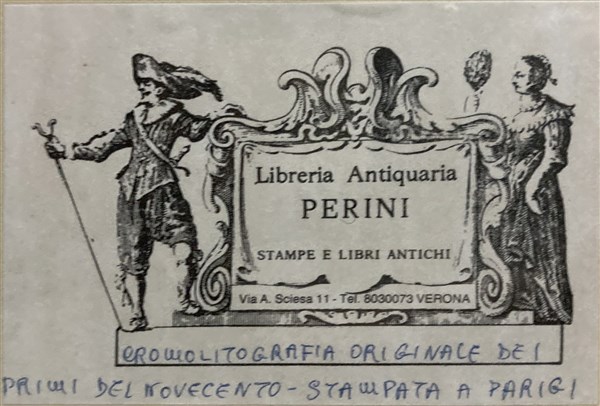 Libreria Antiquaria
PERINI
STAMPE E LIBRI ANTICHI
Via A. Sciesa 11 - Tel. 8030073 VERONA
CROMOLITOGRAFIA ORIGINALE DEI
PRIMI DEL NOVECENTO - STAMPATA A PARIGI